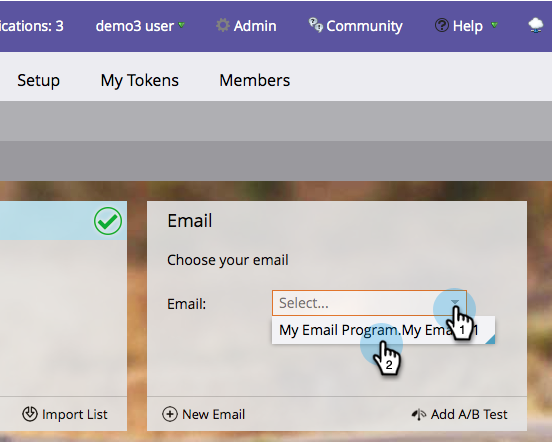 ications: 3 demo3 user Admin Community Help
Setup My Tokens Members
Email
Choose your email
Email: Select...
1
My Email Program.My Ema 1
2
Import List New Email Add A/B Test